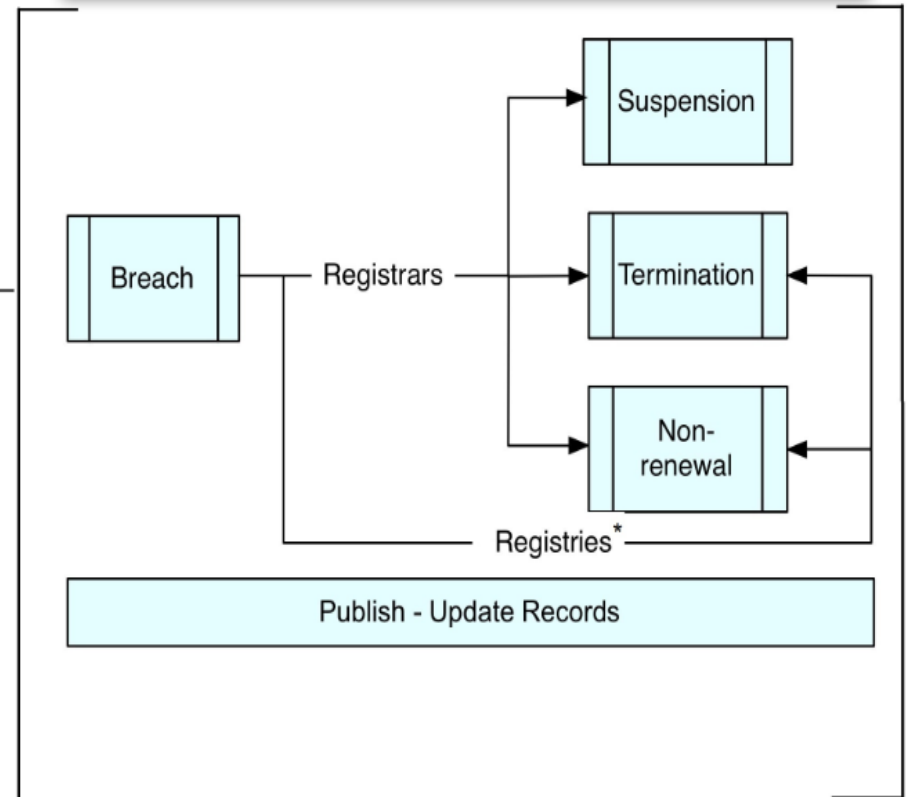 Suspension
Breach
Registrars
Termination
Non-
renewal
Registries*
Publish - Update Records